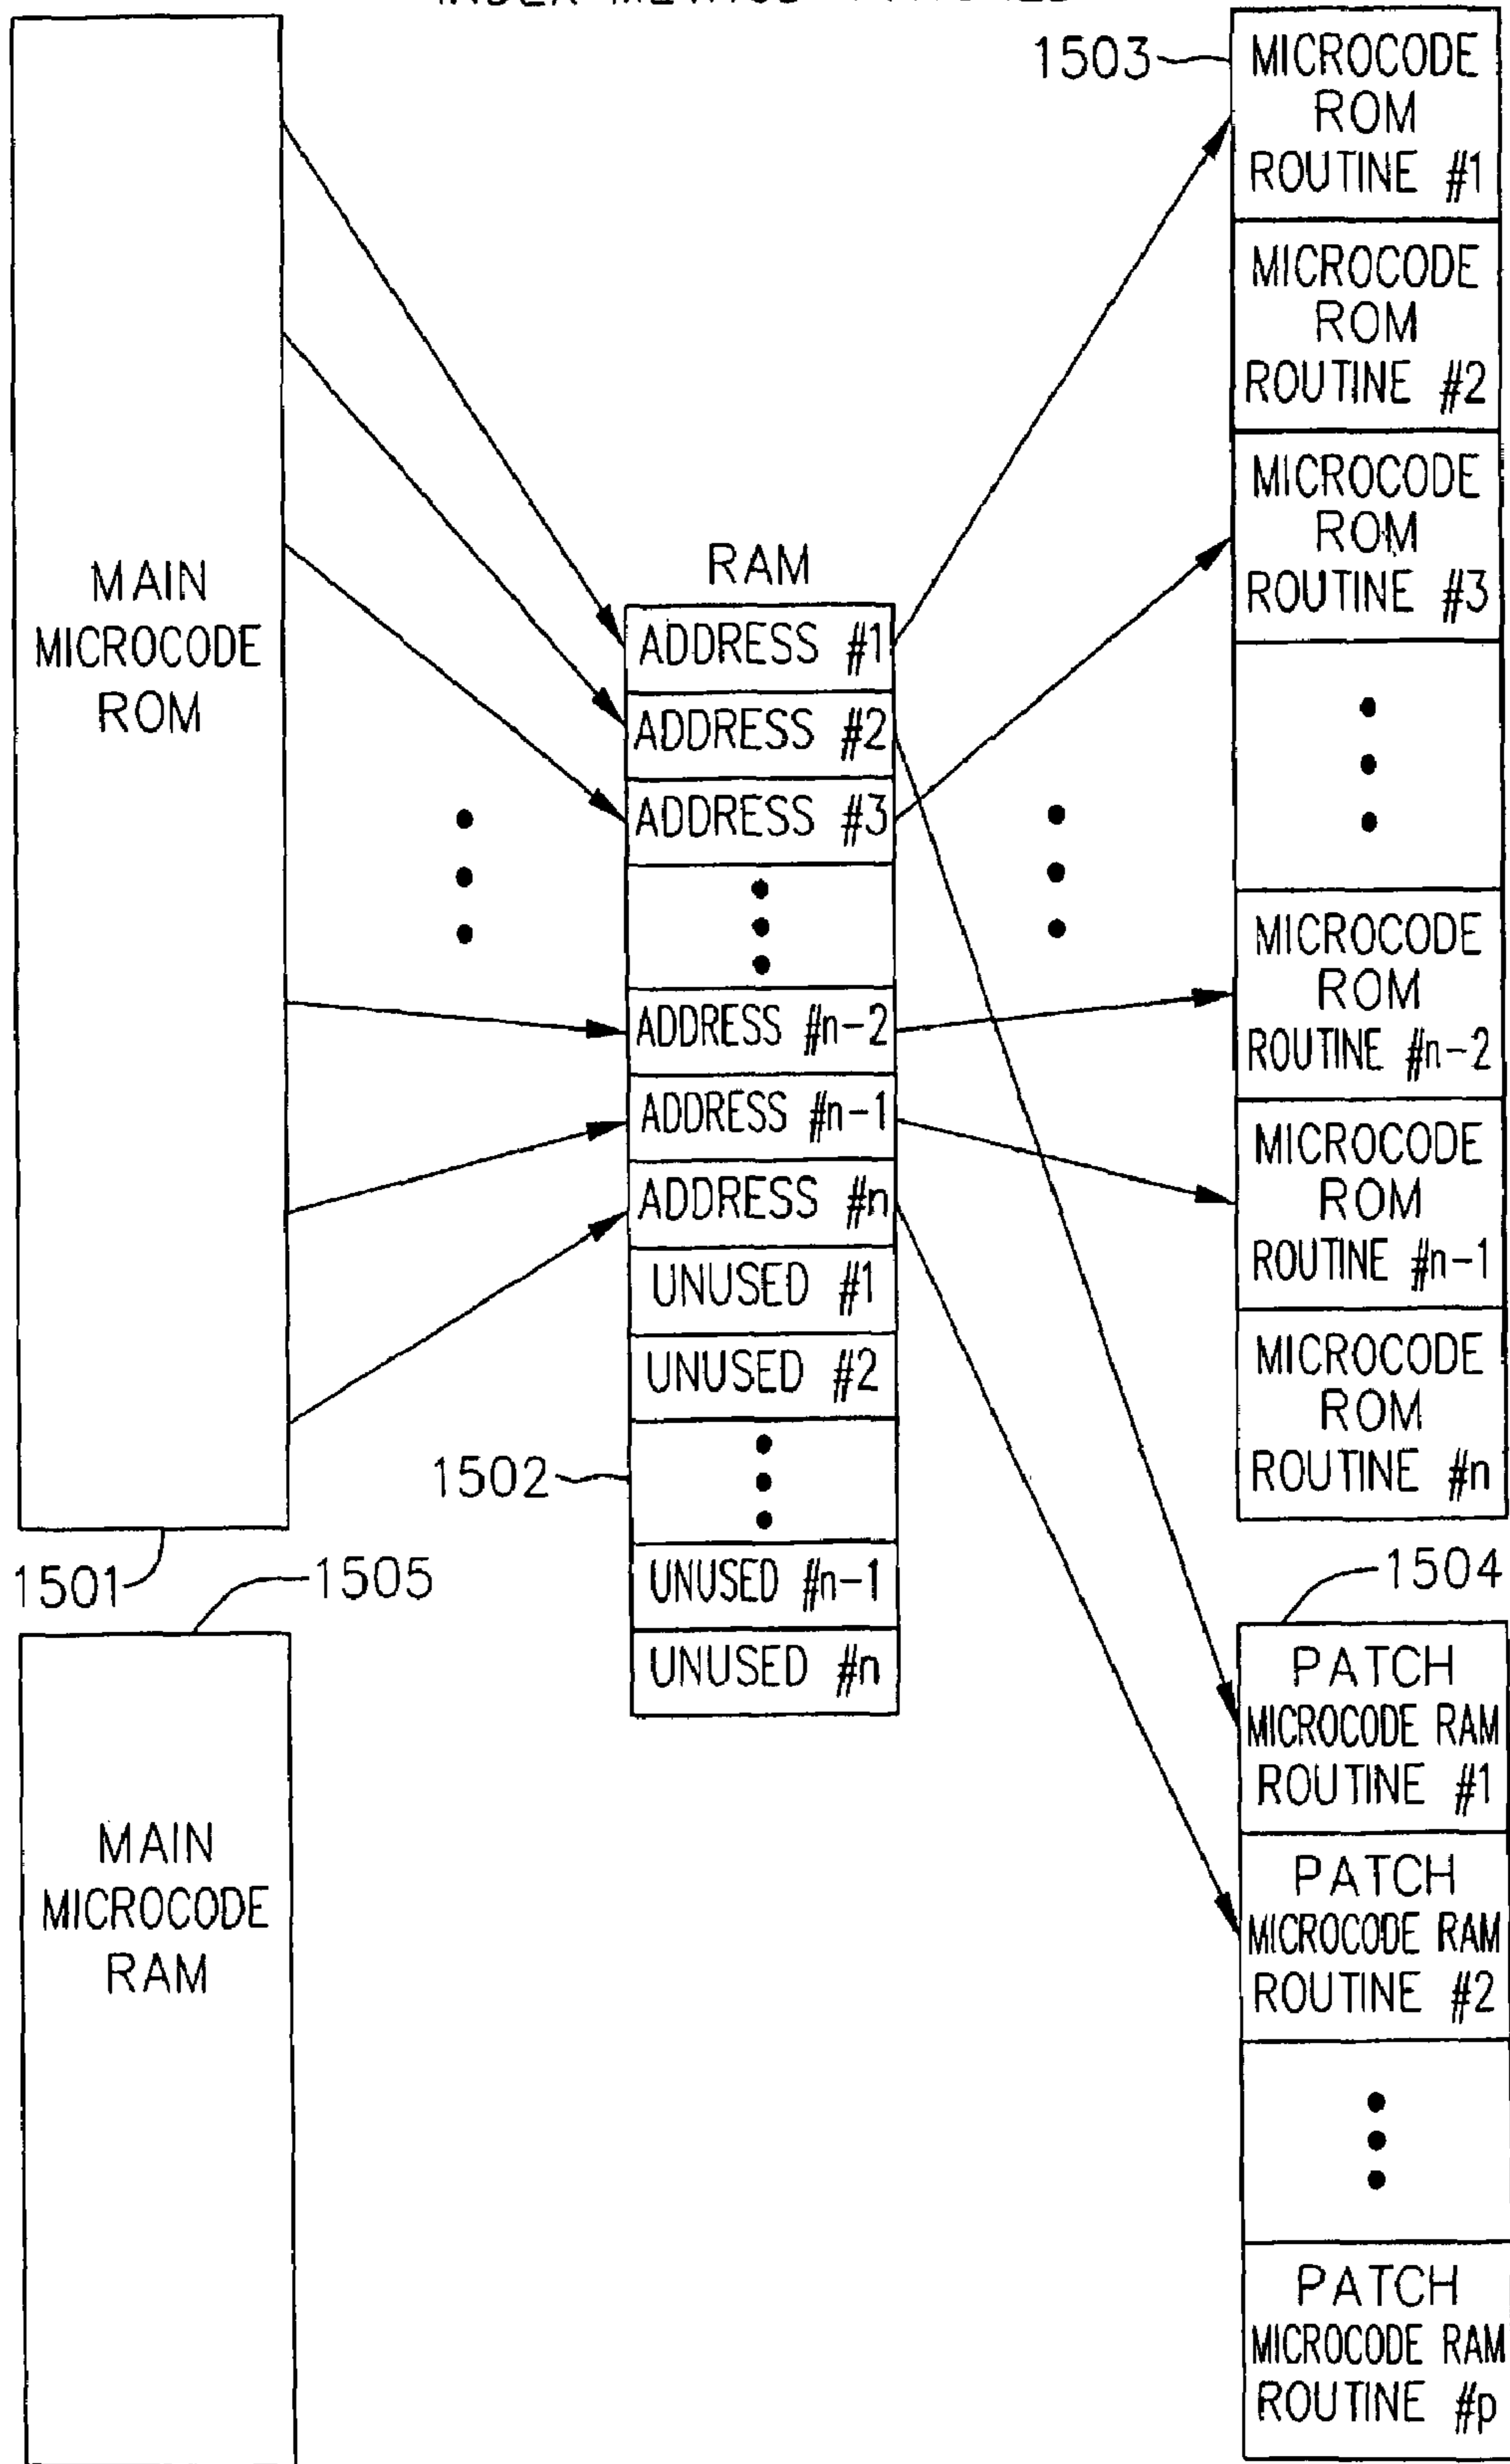 1503
MICROCODE
ROM
ROUTINE #1
MICROCODE
ROM
ROUTINE #2
MICROCODE
ROM
ROUTINE #3
MAIN
MICROCODE
ROM
RAM
ADDRESS #1
ADDRESS #2
ADDRESS #3
ADDRESS #n-2
ADDRESS #n-1
ADDRESS #n
UNUSED #1
UNUSED #2
1502
UNUSED #n-1
UNUSED #n
MICROCODE
ROM
ROUTINE #n-2
MICROCODE
ROM
ROUTINE #n-1
MICROCODE
ROM
ROUTINE #n
1501
1505
1504
MAIN
MICROCODE
RAM
PATCH
MICROCODE RAM
ROUTINE #1
PATCH
MICROCODE RAM
ROUTINE #2
PATCH
MICROCODE RAM
ROUTINE #p